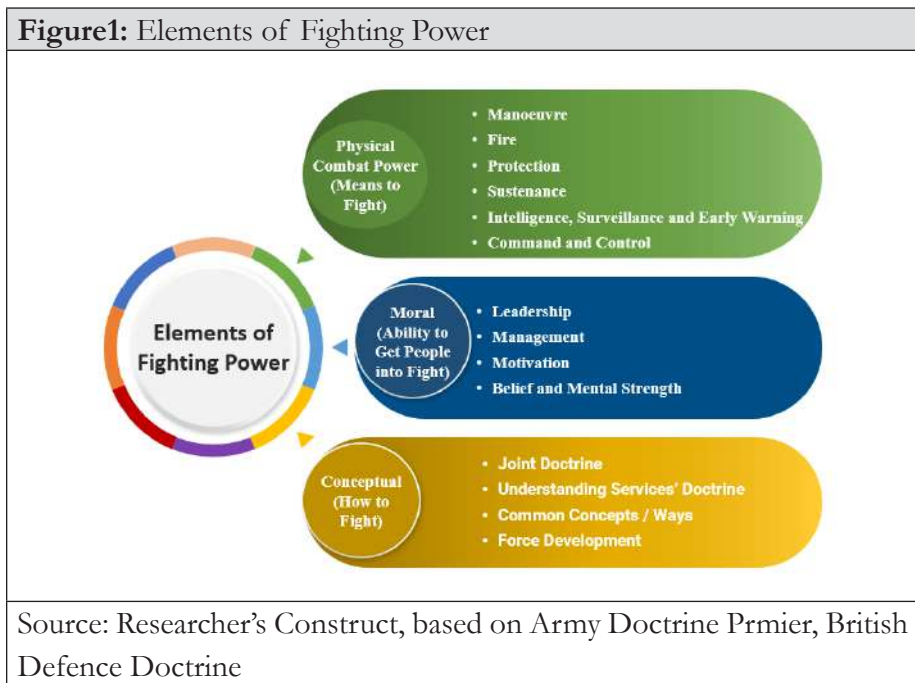 Figure1: Elements of Fighting Power
Elements of
Fighting Power
Physical
Combat Power
(Means to
Fight)
• Manoeuvre
• Fire
• Protection
• Sustenance
• Intelligence, Surveillance and Early Warning
• Command and Control
Moral
(Ability to
Get People
into Fight)
• Leadership
• Management
• Motivation
• Belief and Mental Strength
Conceptual
(How to
Fight)
• Joint Doctrine
• Understanding Services' Doctrine
• Common Concepts / Ways
• Force Development
Source: Researcher's Construct, based on Army Doctrine Prmier, British
Defence Doctrine